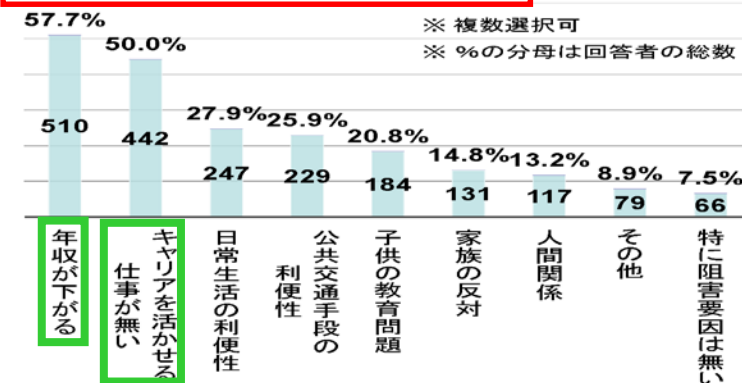 ※ 複数選択可
※ %の分母は回答者の総数
57.7%
50.0%
27.9%
25.9%
20.8%
14.8%
13.2%
8.9%
7.5%
510
442
247
229
184
131
117
79
66
年収が下がる
キャリアを活かせる
仕事が無い
日常生活の利便性
公共交通手段の
利便性
子供の教育問題
家族の反対
人間関係
その他
特に阻害要因は無い